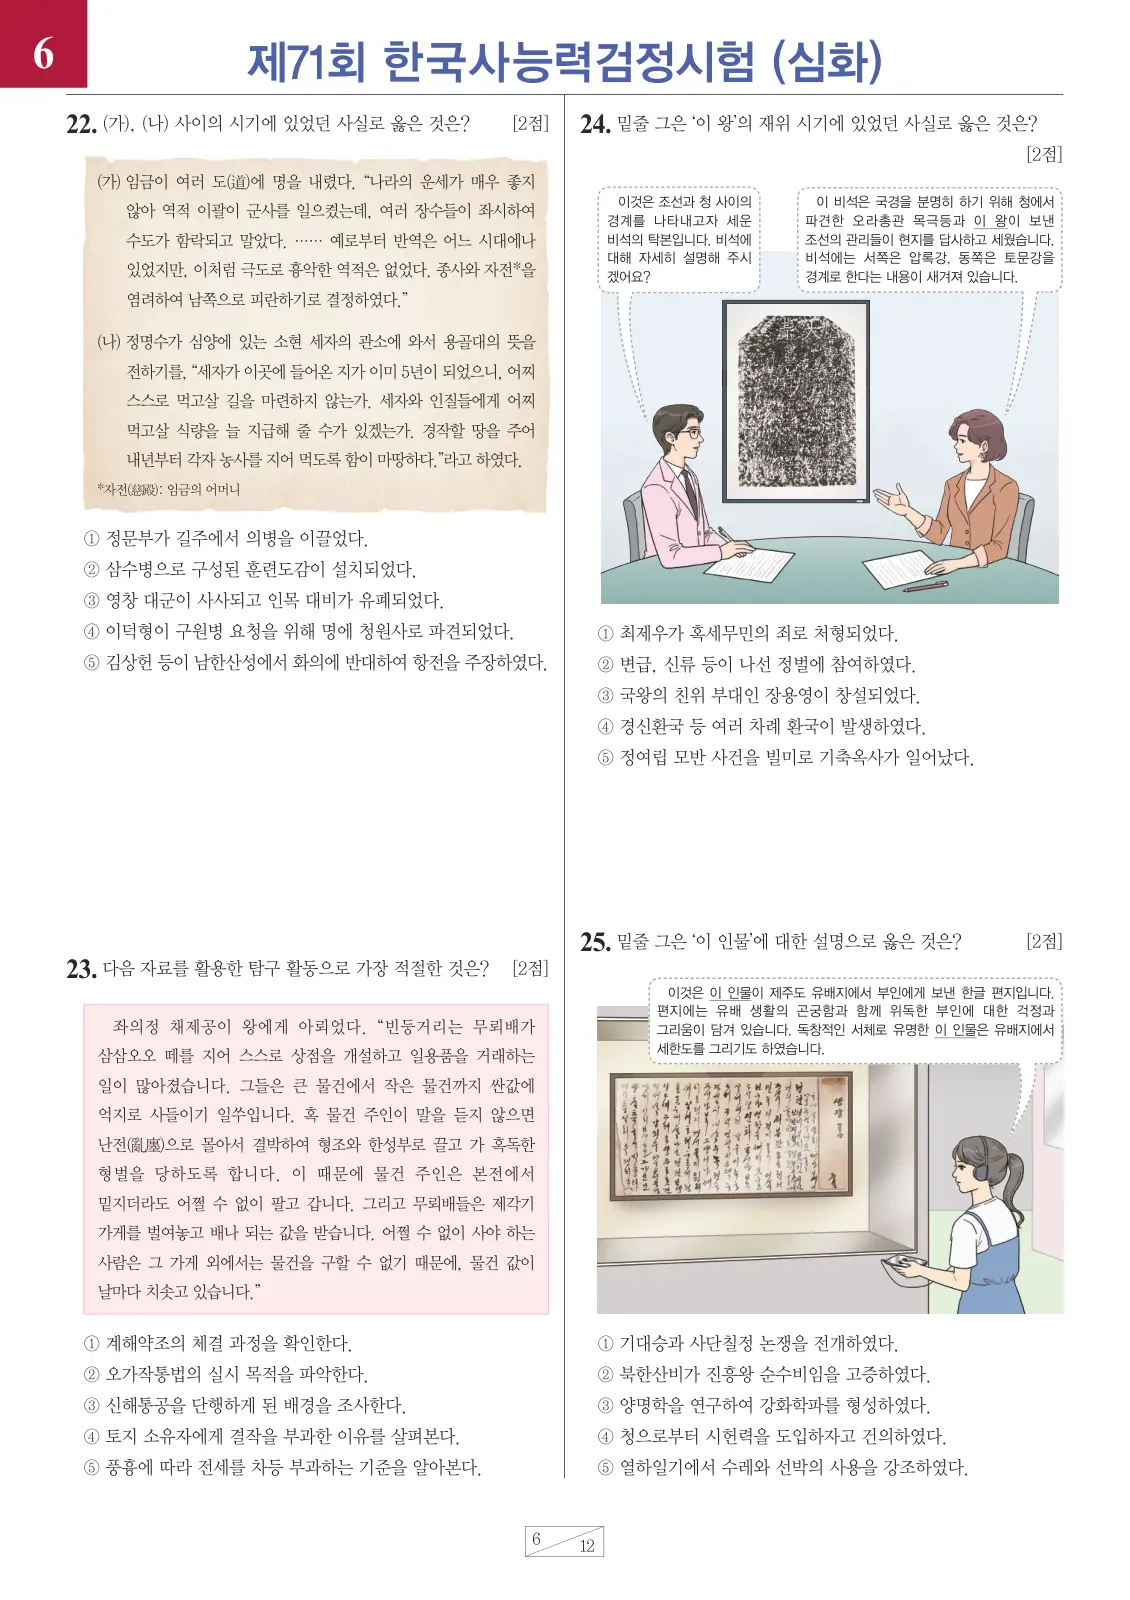 6
제71회 한국사능력검정시험 (심화)
22. (가), (나) 사이의 시기에 있었던 사실로 옳은 것은? [2점]
(가) 임금이 여러 도(道)에 명을 내렸다. “나라의 운세가 매우 좋지
않아 역적 이괄이 군사를 일으켰는데, 여러 장수들이 좌시하여
수도가 함락되고 말았다. …… 예로부터 반역은 어느 시대에나
있었지만, 이처럼 극도로 흉악한 역적은 없었다. 종사와 자전*을
염려하여 남쪽으로 피란하기로 결정하였다.”
(나) 정명수가 심양에 있는 소현 세자의 관소에 와서 용골대의 뜻을
전하기를, “세자가 이곳에 들어온 지가 이미 5년이 되었으니, 어찌
스스로 먹고살 길을 마련하지 않는가. 세자와 인질들에게 어찌
먹고살 식량을 늘 지급해 줄 수가 있겠는가. 경작할 땅을 주어
내년부터 각자 농사를 지어 먹도록 함이 마땅하다.”라고 하였다.
*자전(慈殿): 임금의 어머니
① 정문부가 길주에서 의병을 이끌었다.
② 삼수병으로 구성된 훈련도감이 설치되었다.
③ 영창 대군이 사사되고 인목 대비가 유폐되었다.
④ 이덕형이 구원병 요청을 위해 명에 청원사로 파견되었다.
⑤ 김상헌 등이 남한산성에서 화의에 반대하여 항전을 주장하였다.
23. 다음 자료를 활용한 탐구 활동으로 가장 적절한 것은? [2점]
좌의정 채제공이 왕에게 아뢰었다. “빈둥거리는 무뢰배가
삼삼오오 떼를 지어 스스로 상점을 개설하고 일용품을 거래하는
일이 많아졌습니다. 그들은 큰 물건에서 작은 물건까지 싼값에
억지로 사들이기 일쑤입니다. 혹 물건 주인이 말을 듣지 않으면
난전(亂廛)으로 몰아서 결박하여 형조와 한성부로 끌고 가 혹독한
형벌을 당하도록 합니다. 이 때문에 물건 주인은 본전에서
밑지더라도 어쩔 수 없이 팔고 갑니다. 그리고 무뢰배들은 제각기
가게를 벌여놓고 배나 되는 값을 받습니다. 어쩔 수 없이 사야 하는
사람은 그 가게 외에서는 물건을 구할 수 없기 때문에, 물건 값이
날마다 치솟고 있습니다.”
① 계해약조의 체결 과정을 확인한다.
② 오가작통법의 실시 목적을 파악한다.
③ 신해통공을 단행하게 된 배경을 조사한다.
④ 토지 소유자에게 결작을 부과한 이유를 살펴본다.
⑤ 풍흉에 따라 전세를 차등 부과하는 기준을 알아본다.
24. 밑줄 그은 ‘이 왕’의 재위 시기에 있었던 사실로 옳은 것은?
[2점]
이것은 조선과 청 사이의
경계를 나타내고자 세운
비석의 탁본입니다. 비석에
대해 자세히 설명해 주시
겠어요?
이 비석은 국경을 분명히 하기 위해 청에서
파견한 오라총관 목극등과 이 왕이 보낸
조선의 관리들이 현지를 답사하고 세웠습니다.
비석에는 서쪽은 압록강, 동쪽은 토문강을
경계로 한다는 내용이 새겨져 있습니다.
① 최제우가 혹세무민의 죄로 처형되었다.
② 변급, 신류 등이 나선 정벌에 참여하였다.
③ 국왕의 친위 부대인 장용영이 창설되었다.
④ 경신환국 등 여러 차례 환국이 발생하였다.
⑤ 정여립 모반 사건을 빌미로 기축옥사가 일어났다.
25. 밑줄 그은 ‘이 인물’에 대한 설명으로 옳은 것은? [2점]
이것은 이 인물이 제주도 유배지에서 부인에게 보낸 한글 편지입니다.
편지에는 유배 생활의 곤궁함과 함께 위독한 부인에 대한 걱정과
그리움이 담겨 있습니다. 독창적인 서체로 유명한 이 인물은 유배지에서
세한도를 그리기도 하였습니다.
① 기대승과 사단칠정 논쟁을 전개하였다.
② 북한산비가 진흥왕 순수비임을 고증하였다.
③ 양명학을 연구하여 강화학파를 형성하였다.
④ 청으로부터 시헌력을 도입하자고 건의하였다.
⑤ 열하일기에서 수레와 선박의 사용을 강조하였다.
6
12